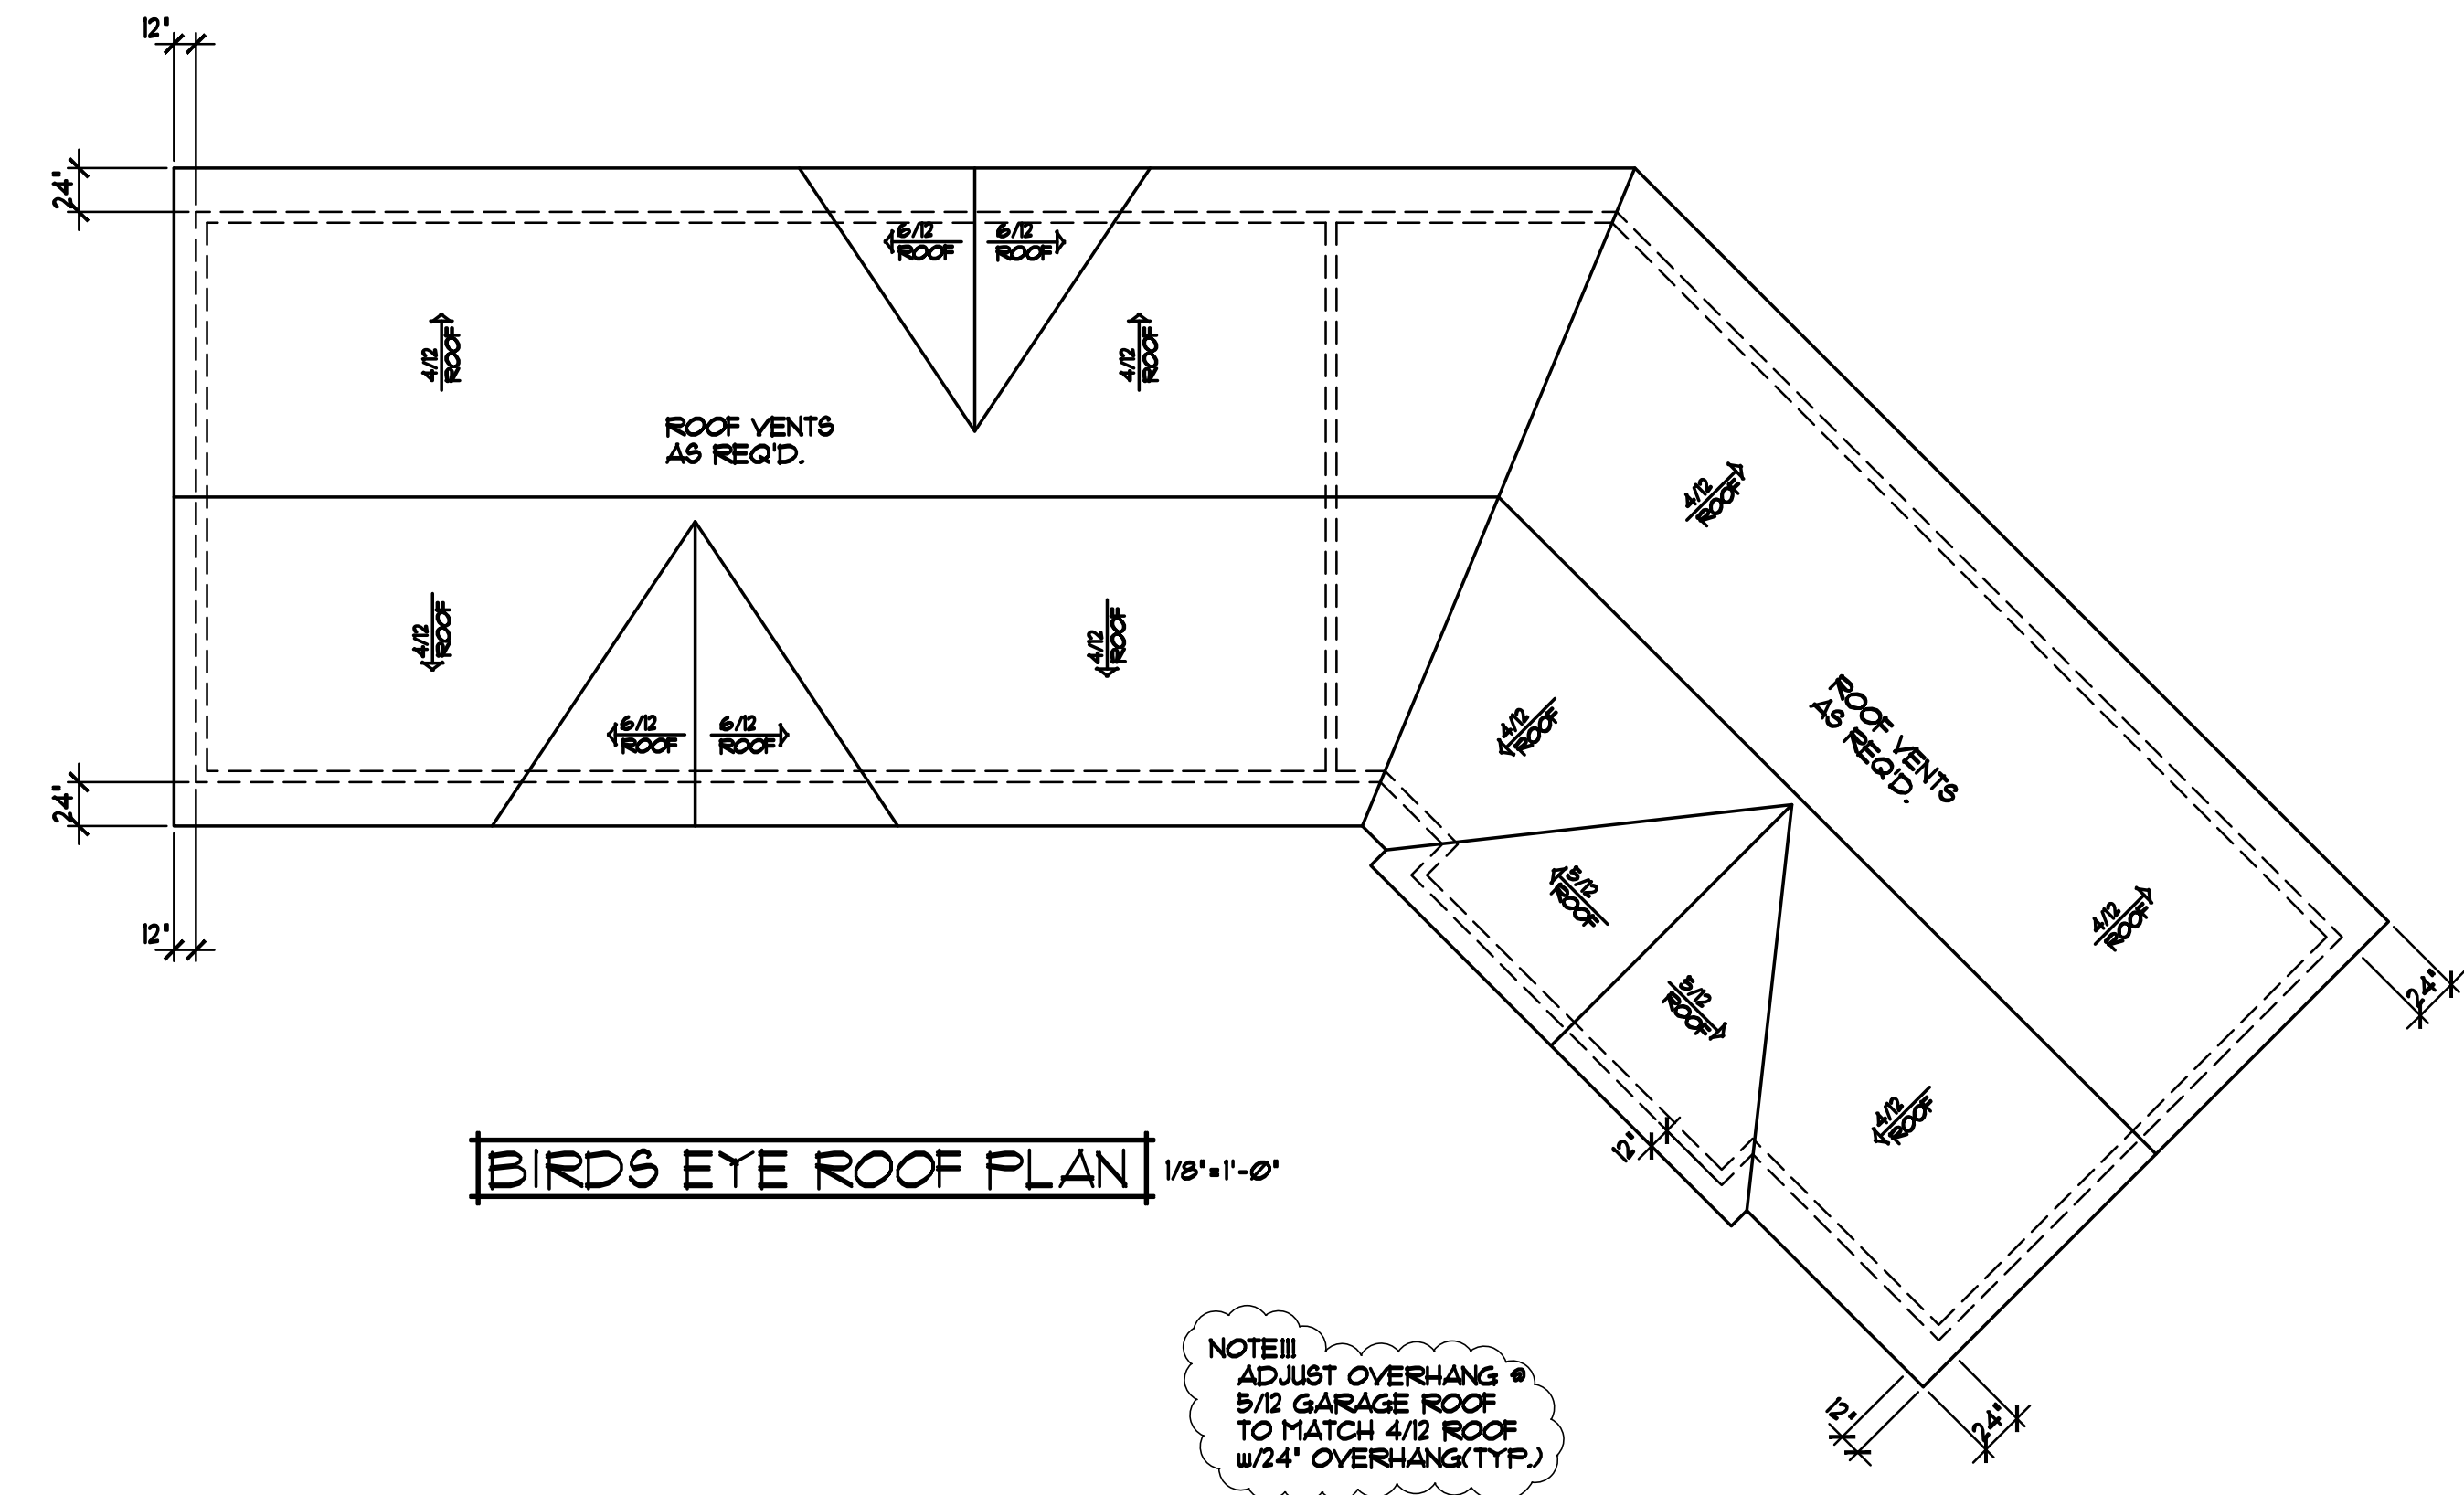 12"
24"
6/12
ROOF
6/12
ROOF
4/12
ROOF
4/12
ROOF
ROOF VENTS
AS REQ'D.
4/12
ROOF
4/12
ROOF
4/12
ROOF
4/12
ROOF
ROOF VENTS
AS REQ'D.
6/12
ROOF
6/12
ROOF
24"
12"
5/12
ROOF
5/12
ROOF
4/12
ROOF
24"
12"
4/12
ROOF
BIRDS EYE ROOF PLAN
1/8"=1'-0"
NOTE!!!
ADJUST OVERHANG @
5/12 GARAGE ROOF
TO MATCH 4/12 ROOF
w/24" OVERHANG(TYP.)
12"
24"